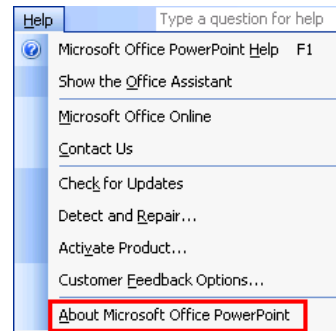 Help Type a question for help
Microsoft Office PowerPoint Help F1
Show the Office Assistant
Microsoft Office Online
Contact Us
Check for Updates
Detect and Repair...
Activate Product...
Customer Feedback Options...
About Microsoft Office PowerPoint